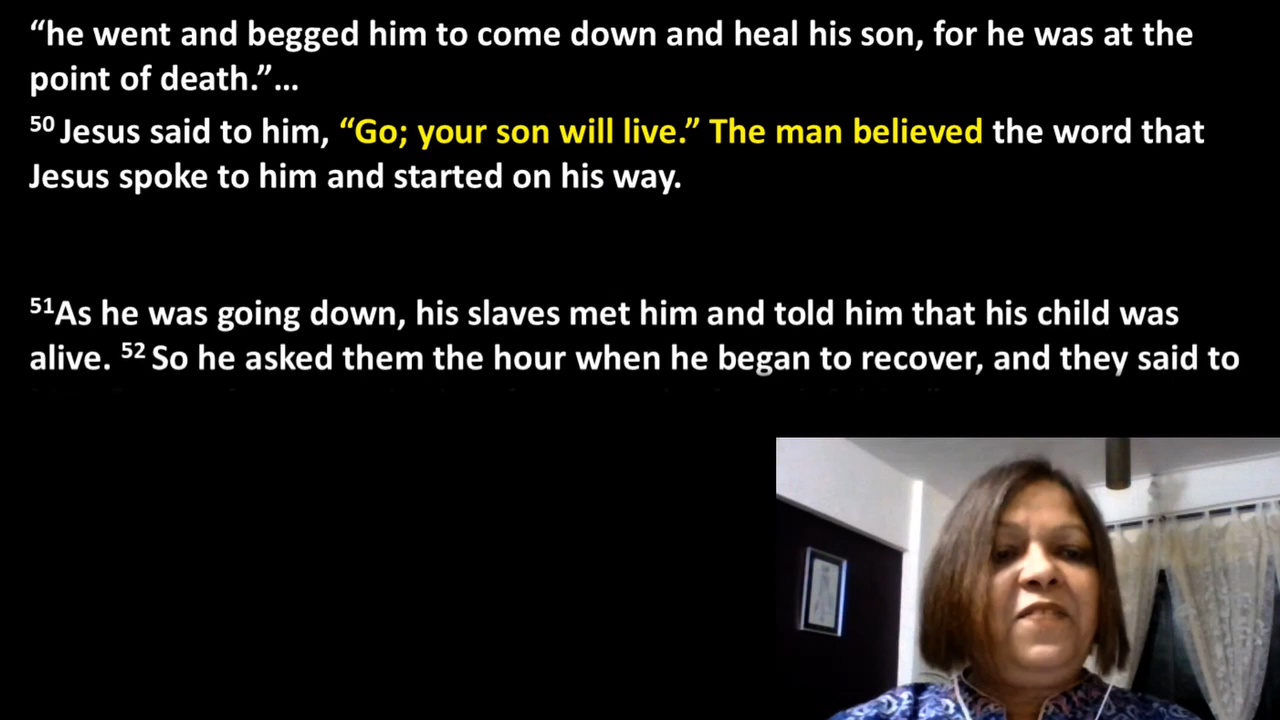 “he went and begged him to come down and heal his son, for he was at the
point of death.”…
50 Jesus said to him, “Go; your son will live.” The man believed the word that
Jesus spoke to him and started on his way.
51As he was going down, his slaves met him and told him that his child was
alive. 52 So he asked them the hour when he began to recover, and they said to